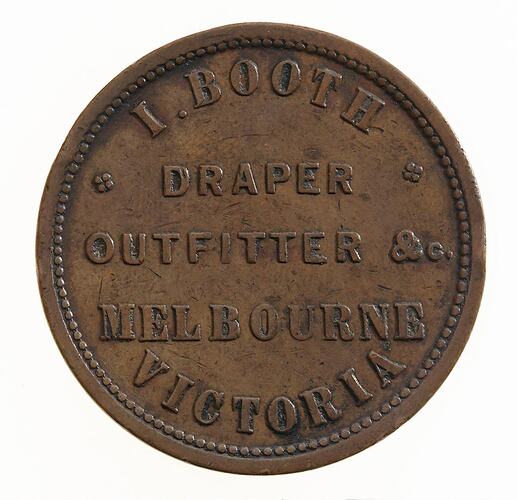 I. BOOTH
DRAPER
OUTFITTER &c.
MELBOURNE
VICTORIA